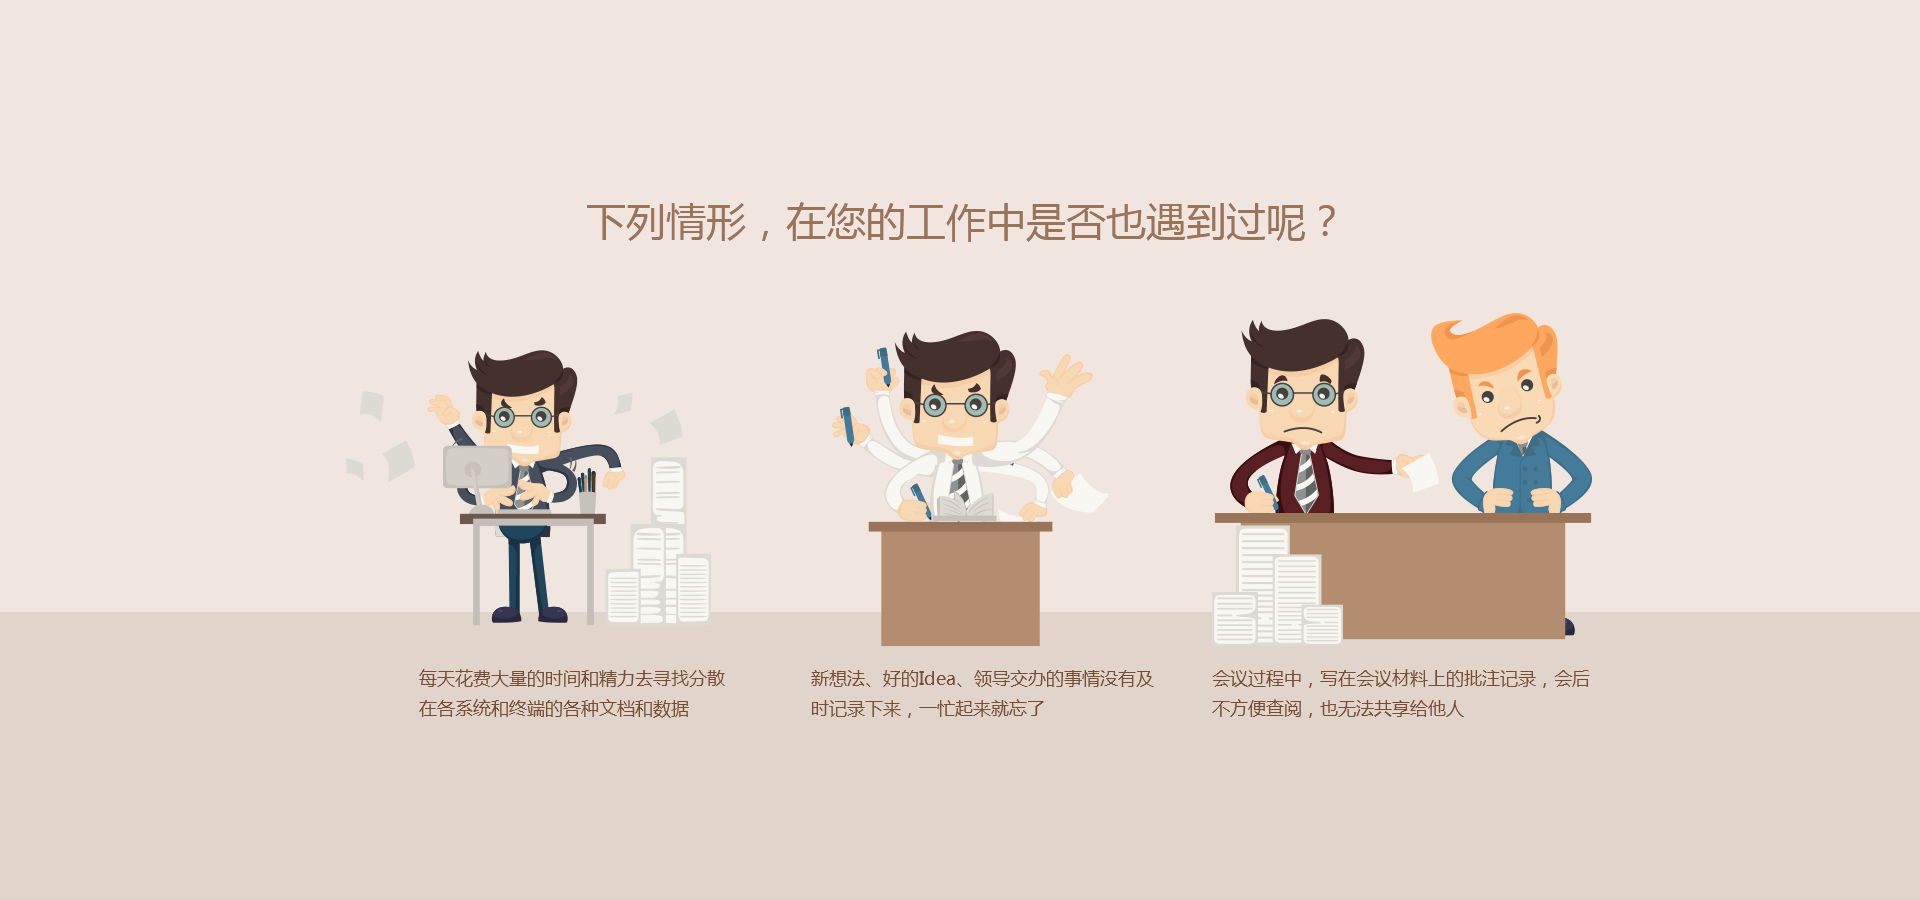 下列情形，在您的工作中是否也遇到过呢？
每天花费大量的时间和精力去寻找分散
在各系统和终端的各种文档和数据
新想法、好的Idea、领导交办的事情没有及
时记录下来，一忙起来就忘了
会议过程中，写在会议材料上的批注记录，会后
不方便查阅，也无法共享给他人